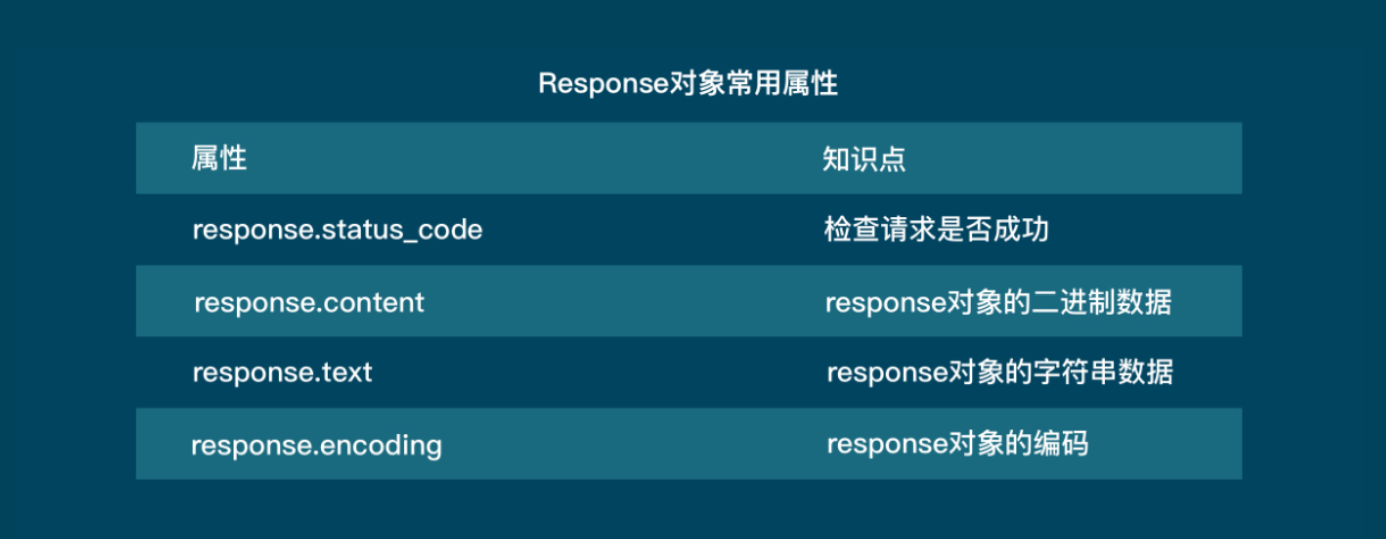 Response对象常用属性
属性 知识点
response.status_code 检查请求是否成功
response.content response对象的二进制数据
response.text response对象的字符串数据
response.encoding response对象的编码